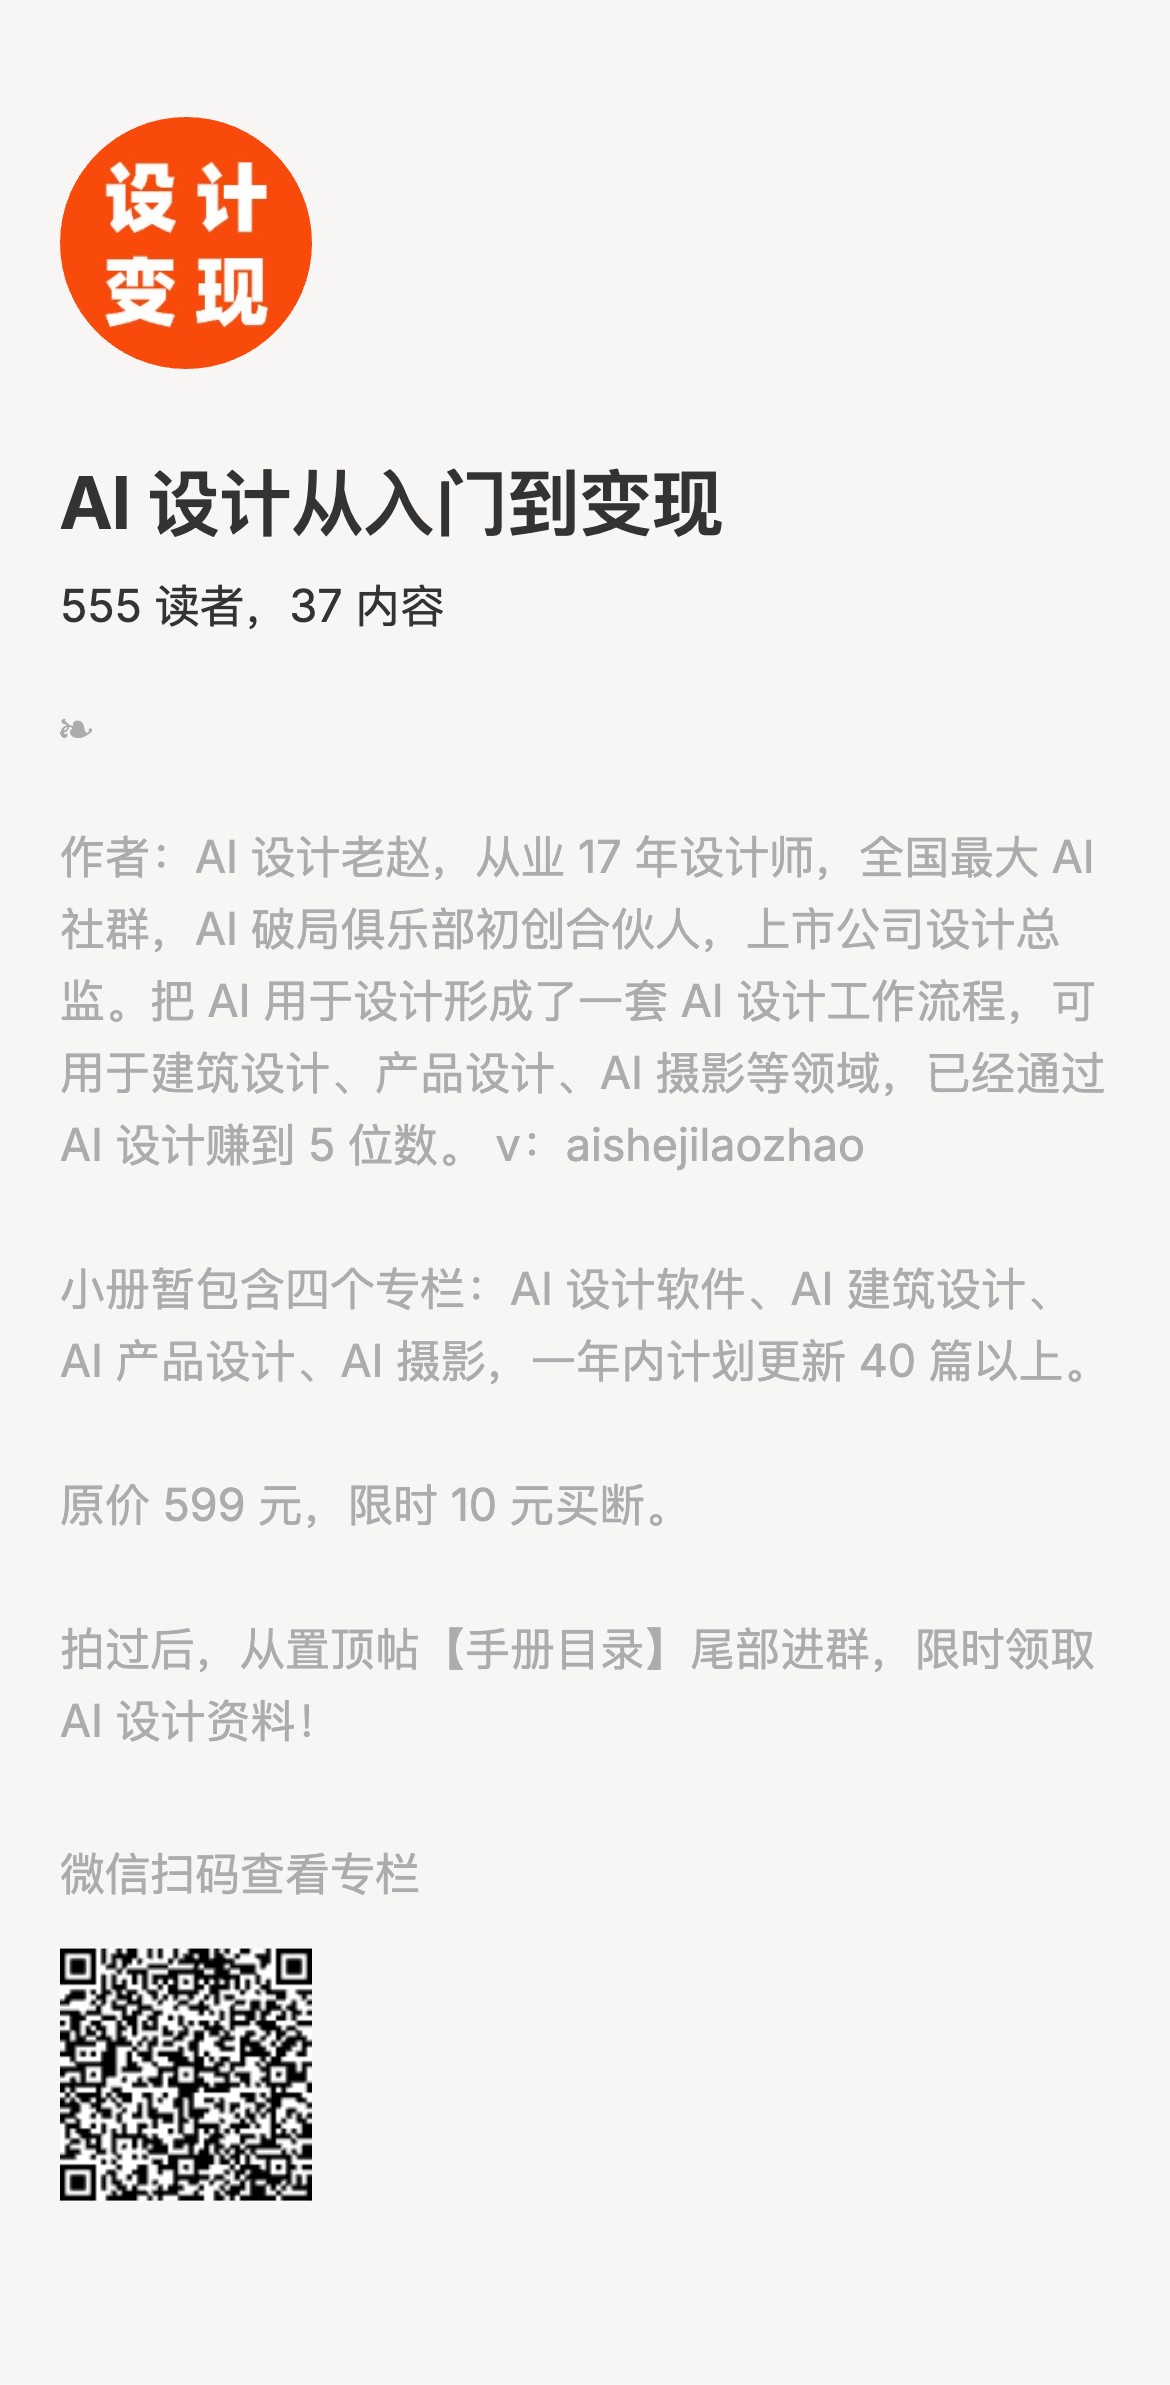 设计
变现
AI 设计从入门到变现
555 读者，37 内容
作者：AI 设计老赵，从业 17 年设计师，全国最大 AI
社群，AI 破局俱乐部初创合伙人，上市公司设计总
监。把 AI 用于设计形成了一套 AI 设计工作流程，可
用于建筑设计、产品设计、AI 摄影等领域，已经通过
AI 设计赚到 5 位数。 v：aishejilaozhao
小册暂包含四个专栏：AI 设计软件、AI 建筑设计、
AI 产品设计、AI 摄影，一年内计划更新 40 篇以上。
原价 599 元，限时 10 元买断。
拍过后，从置顶帖【手册目录】尾部进群，限时领取
AI 设计资料！
微信扫码查看专栏